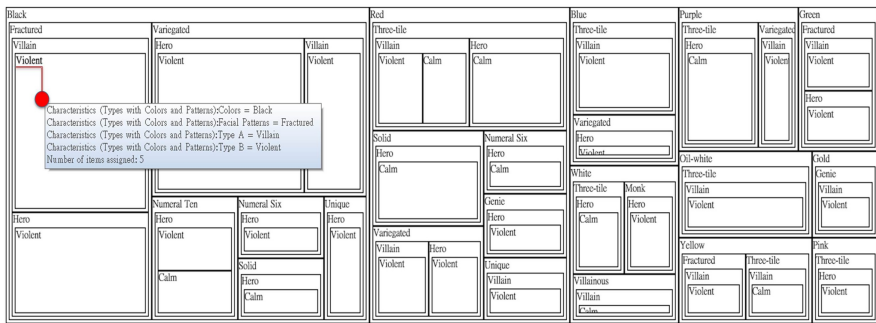 Black
Fractured
Villain
Violent
Hero
Violent
Variegated
Hero
Violent
Villain
Violent
Characteristics (Types with Colors and Patterns):Colors = Black
Characteristics (Types with Colors and Patterns):Facial Patterns = Fractured
Characteristics (Types with Colors and Patterns):Type A = Villain
Characteristics (Types with Colors and Patterns):Type B = Violent
Number of items assigned: 5
Numeral Ten
Hero
Violent
Calm
Numeral Six
Hero
Violent
Solid
Hero
Calm
Unique
Hero
Violent
Red
Three-tile
Villain
Violent
Calm
Hero
Calm
Solid
Hero
Calm
Numeral Six
Hero
Calm
Genie
Hero
Violent
Variegated
Villain
Violent
Hero
Violent
Unique
Villain
Violent
Blue
Three-tile
Villain
Violent
Variegated
Hero
Violent
White
Three-tile
Hero
Calm
Monk
Hero
Violent
Villainous
Villain
Calm
Purple
Three-tile
Hero
Calm
Variegated
Villain
Violen
Green
Fractured
Villain
Violent
Hero
Violent
Oil-white
Three-tile
Villain
Violent
Gold
Genie
Villain
Violent
Yellow
Fractured
Villain
Violent
Three-tile
Villain
Calm
Pink
Three-tile
Hero
Violent